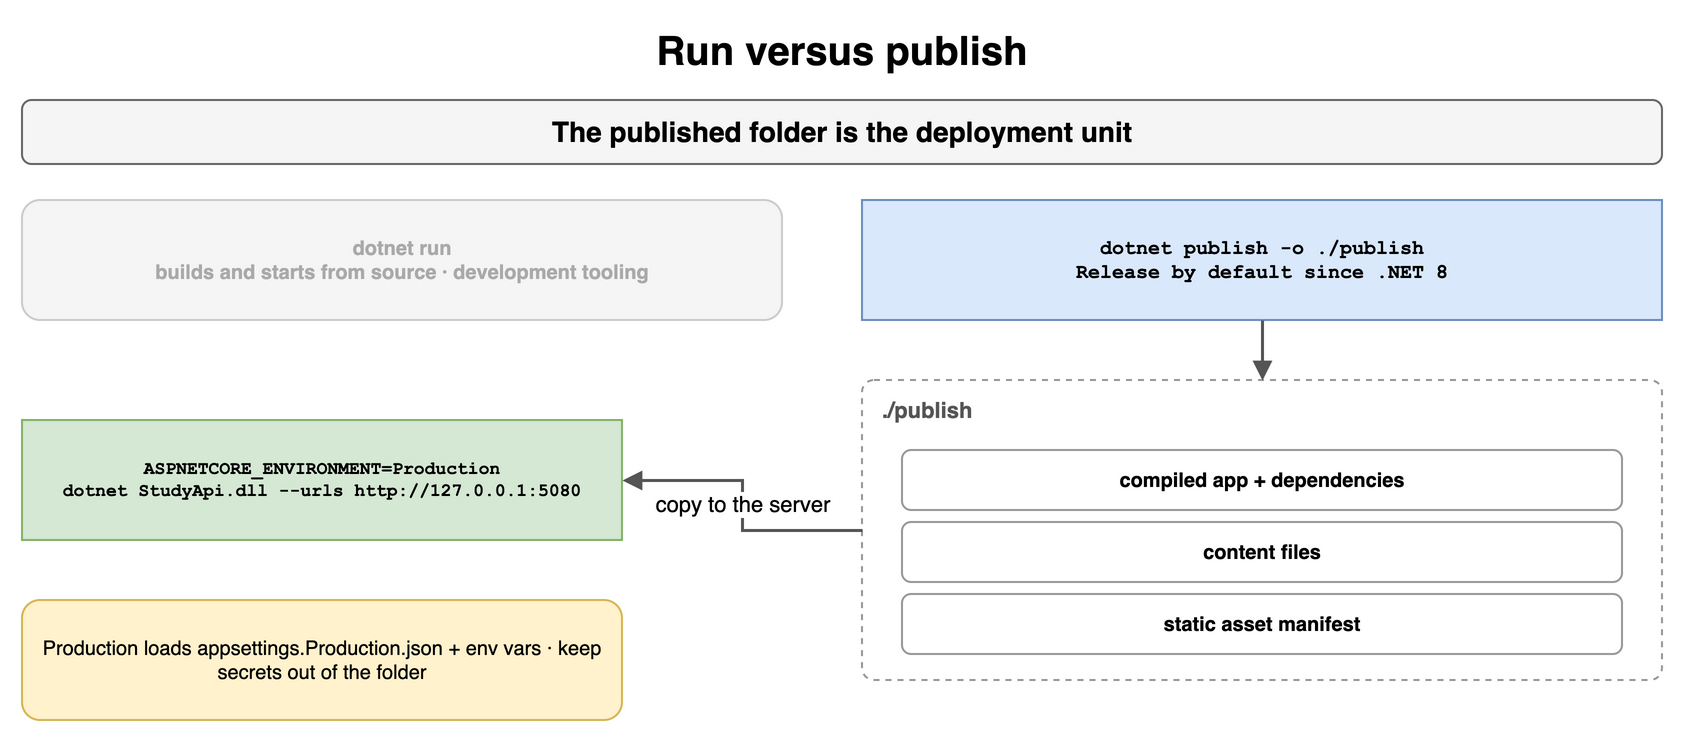 Run versus publish
The published folder is the deployment unit
dotnet run
builds and starts from source · development tooling
dotnet publish -o ./publish
Release by default since .NET 8
./publish
compiled app + dependencies
content files
static asset manifest
copy to the server
ASPNETCORE_ENVIRONMENT=Production
dotnet StudyApi.dll --urls http://127.0.0.1:5080
Production loads appsettings.Production.json + env vars · keep
secrets out of the folder